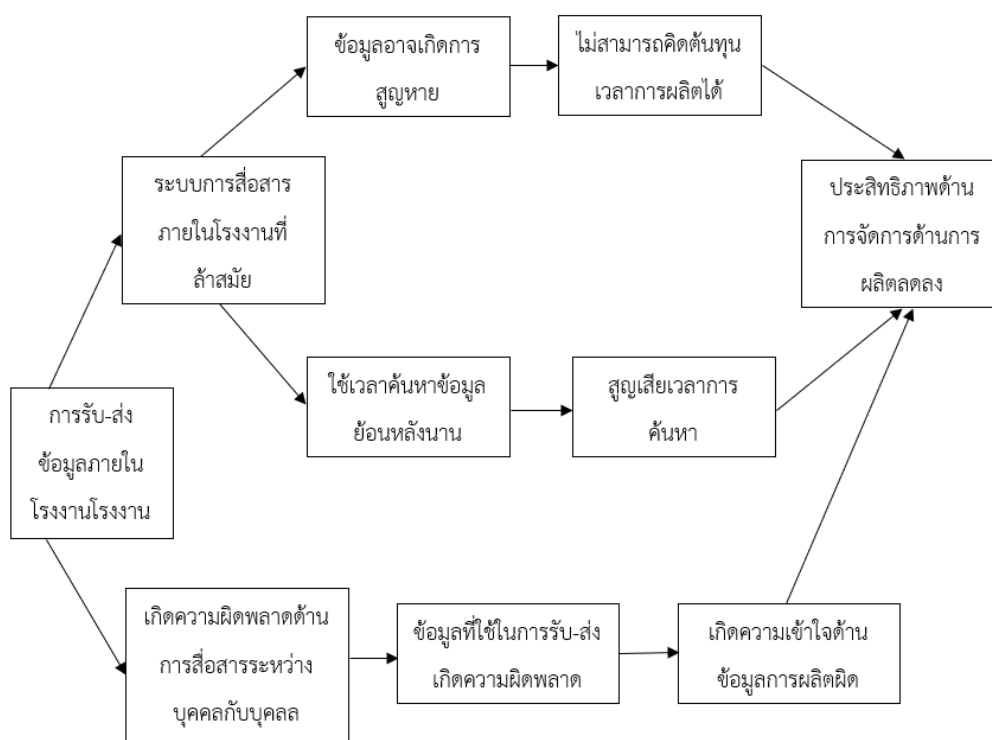 ข้อมูลอาจเกิดการ
สูญหาย
ไม่สามารถคิดต้นทุน
เวลาการผลิตได้
ระบบการสื่อสาร
ภายในโรงงานที่
ล้าสมัย
ประสิทธิภาพด้าน
การจัดการด้านการ
ผลิตลดลง
ใช้เวลาค้นหาข้อมูล
ย้อนหลังนาน
สูญเสียเวลาการ
ค้นหา
การรับ-ส่ง
ข้อมูลภายใน
โรงงานโรงงาน
เกิดความผิดพลาดด้าน
การสื่อสารระหว่าง
บุคคลกับบุคลล
ข้อมูลที่ใช้ในการรับ-ส่ง
เกิดความผิดพลาด
เกิดความเข้าใจด้าน
ข้อมูลการผลิตผิด